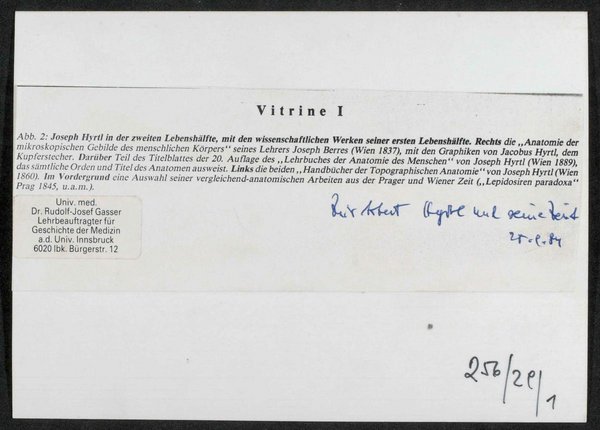 Vitrine I
Abb. 2: Joseph Hyrtl in der zweiten Lebenshälfte, mit den wissenschaftlichen Werken seiner ersten Lebenshälfte. Rechts die „Anatomie der
mikroskopischen Gebilde des menschlichen Körpers" seines Lehrers Joseph Berres (Wien 1837), mit den Graphiken von Jacobus Hyrtl, dem
Kupferstecher. Darüber Teil des Titelblattes der 20. Auflage des „Lehrbuches der Anatomie des Menschen" von Joseph Hyrtl (Wien 1889),
das sämtliche Orden und Titel des Anatomen ausweist. Links die beiden „Handbücher der Topographischen Anatomie" von Joseph Hyrtl (Wien
1860). Im Vordergrund eine Auswahl seiner vergleichend-anatomischen Arbeiten aus der Prager und Wiener Zeit („Lepidosiren paradoxa"
Prag 1845, u.a.m.).
Hyrtl und seine Zeit
Univ. med.
Dr. Rudolf-Josef Gasser
Lehrbeauftragter für
Geschichte der Medizin
a.d. Univ. Innsbruck
6020 Ibk. Bürgerstr. 12
256/29/1